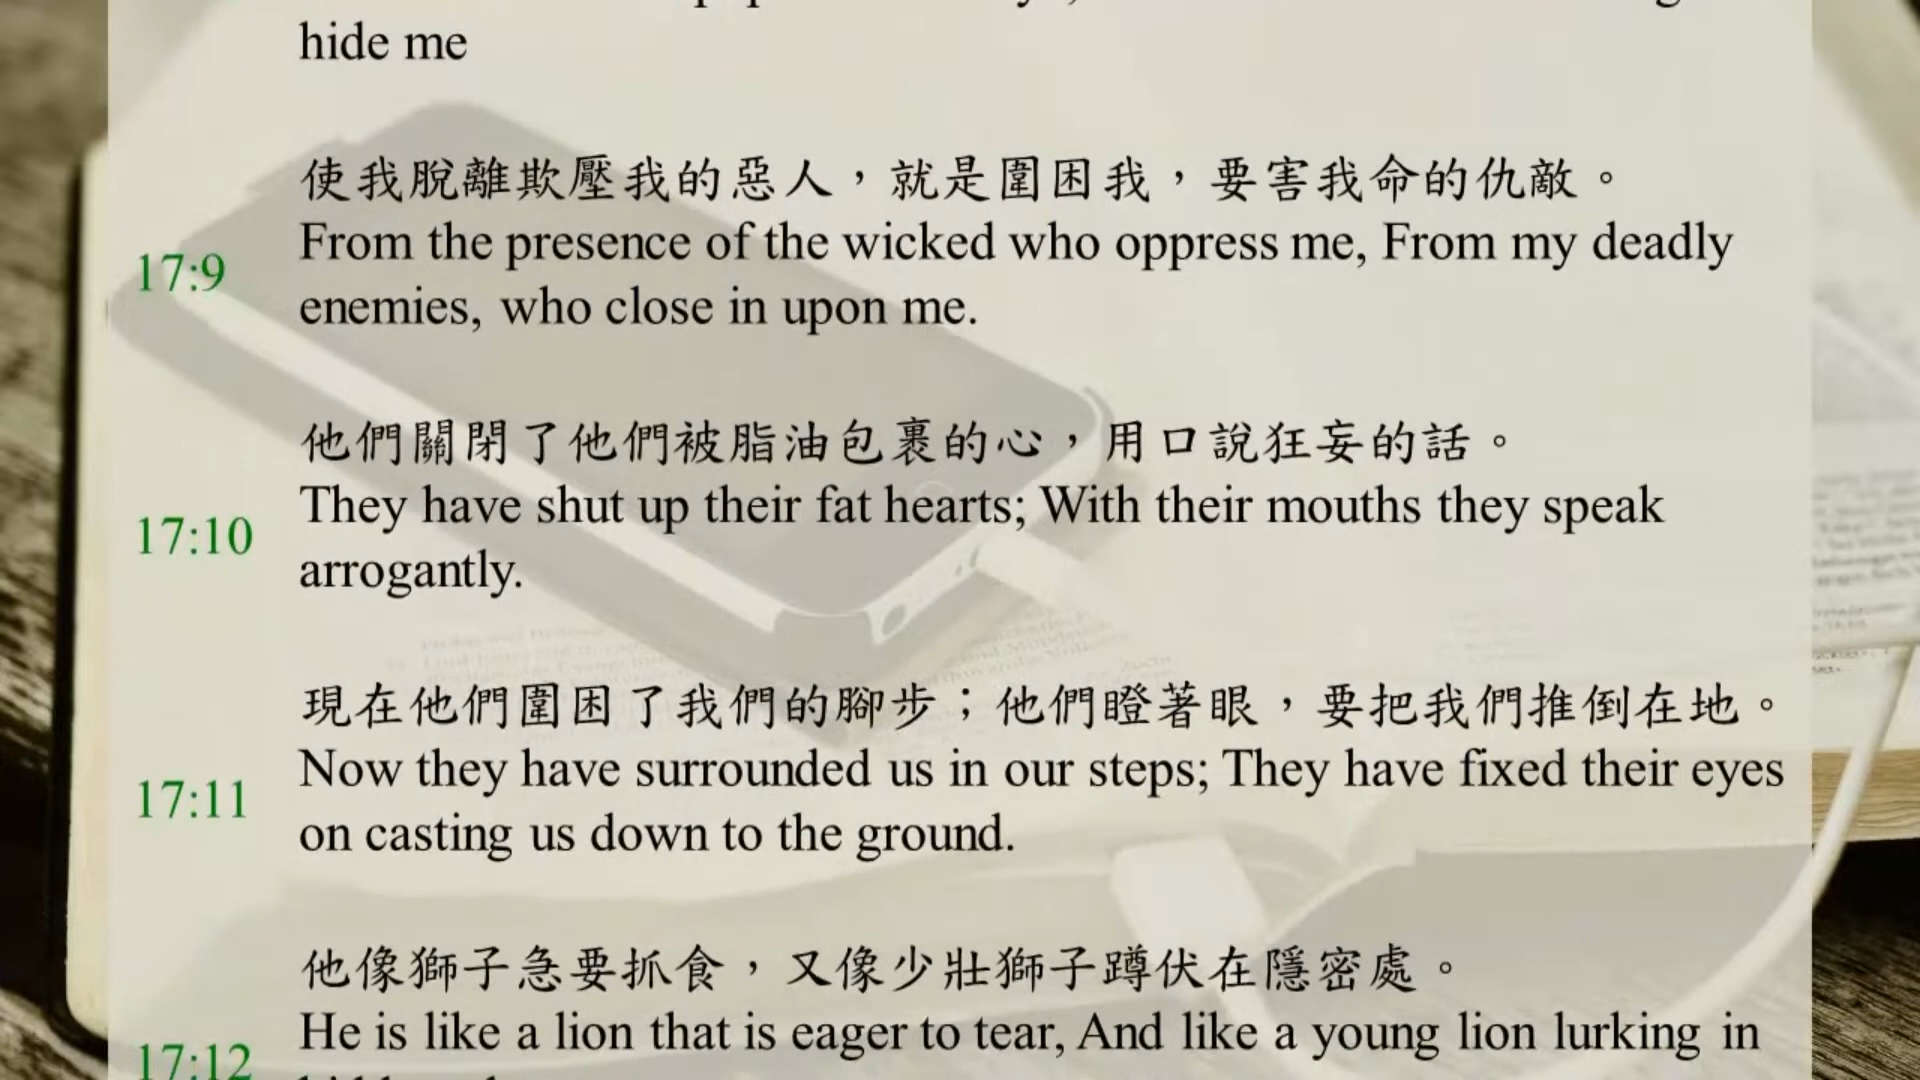 hide me
使我脫離欺壓我的惡人，就是圍困我，要害我命的仇敵。
17:9
From the presence of the wicked who oppress me, From my deadly
enemies, who close in upon me.
他們關閉了他們被脂油包裹的心，用口說狂妄的話。
17:10
They have shut up their fat hearts; With their mouths they speak
arrogantly.
現在他們圍困了我們的腳步；他們瞪著眼，要把我們推倒在地。
17:11
Now they have surrounded us in our steps; They have fixed their eyes
on casting us down to the ground.
他像獅子急要抓食，又像少壯獅子蹲伏在隱密處。
17:12
He is like a lion that is eager to tear, And like a young lion lurking in